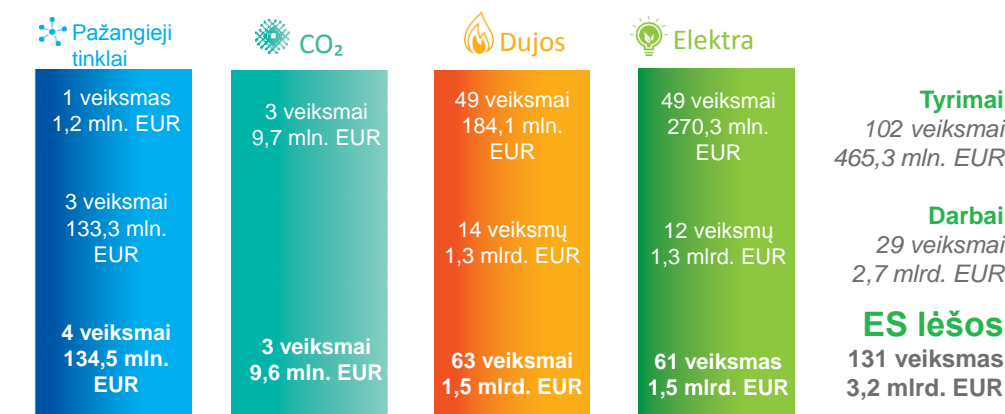 Pažangieji
tinklai
1 veiksmas
1,2 mln. EUR
3 veiksmai
133,3 mln.
EUR
4 veiksmai
134,5 mln.
EUR
CO₂
3 veiksmai
9,7 mln. EUR
3 veiksmai
9,6 mln. EUR
Dujos
49 veiksmai
184,1 mln.
EUR
14 veiksmų
1,3 mlrd. EUR
63 veiksmai
1,5 mlrd. EUR
Elektra
49 veiksmai
270,3 mln.
EUR
12 veiksmų
1,3 mlrd. EUR
61 veiksmas
1,5 mlrd. EUR
Tyrimai
102 veiksmai
465,3 mln. EUR
Darbai
29 veiksmai
2,7 mlrd. EUR
ES lėšos
131 veiksmas
3,2 mlrd. EUR